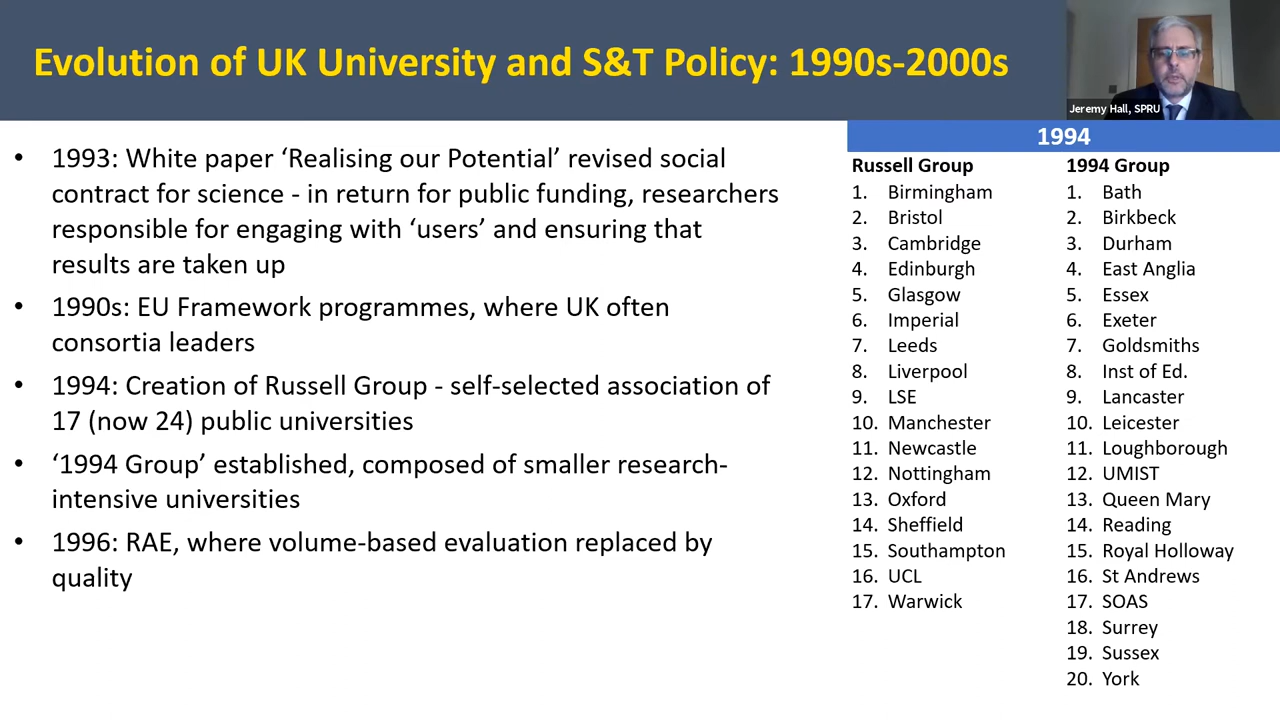 Evolution of UK University and S&T Policy: 1990s-2000s
Jeremy Hall, SPRU
• 1993: White paper ‘Realising our Potential’ revised social
contract for science - in return for public funding, researchers
responsible for engaging with ‘users’ and ensuring that
results are taken up
• 1990s: EU Framework programmes, where UK often
consortia leaders
• 1994: Creation of Russell Group - self-selected association of
17 (now 24) public universities
• ‘1994 Group’ established, composed of smaller research-
intensive universities
• 1996: RAE, where volume-based evaluation replaced by
quality
1994
Russell Group
1. Birmingham
2. Bristol
3. Cambridge
4. Edinburgh
5. Glasgow
6. Imperial
7. Leeds
8. Liverpool
9. LSE
10. Manchester
11. Newcastle
12. Nottingham
13. Oxford
14. Sheffield
15. Southampton
16. UCL
17. Warwick
1994 Group
1. Bath
2. Birkbeck
3. Durham
4. East Anglia
5. Essex
6. Exeter
7. Goldsmiths
8. Inst of Ed.
9. Lancaster
10. Leicester
11. Loughborough
12. UMIST
13. Queen Mary
14. Reading
15. Royal Holloway
16. St Andrews
17. SOAS
18. Surrey
19. Sussex
20. York